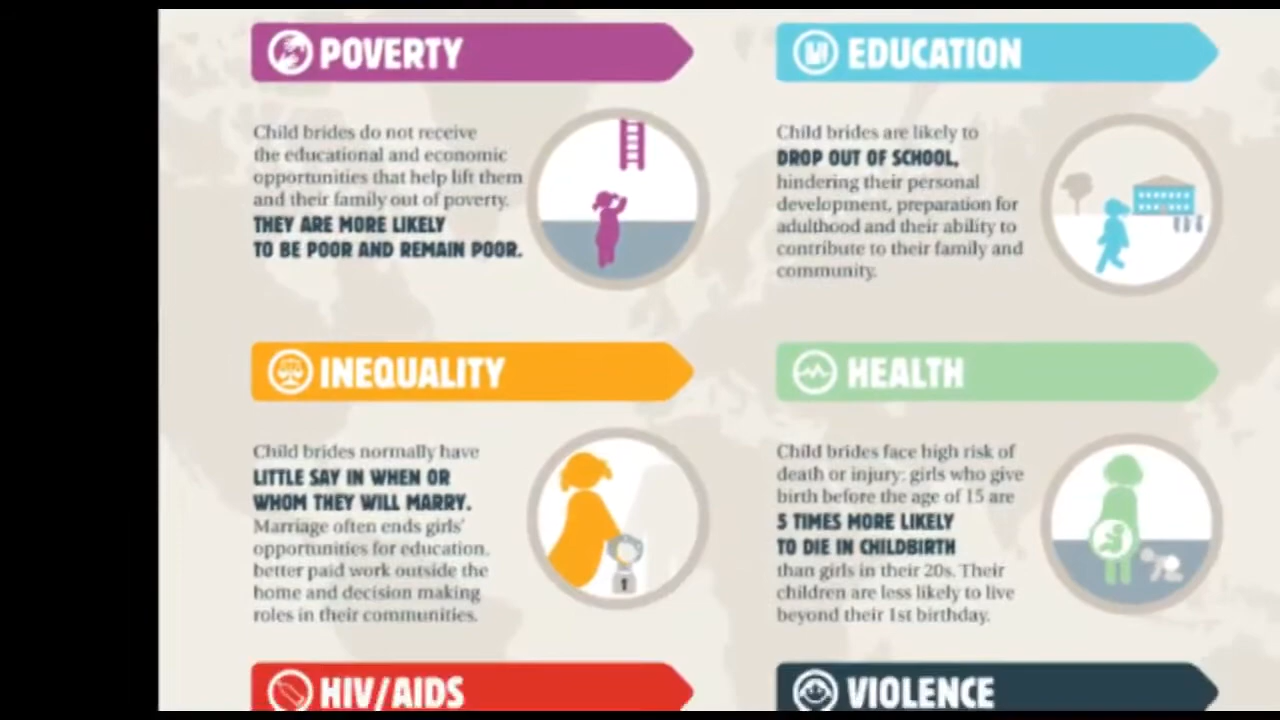 POVERTY
Child brides do not receive
the educational and economic
opportunities that help lift them
and their family out of poverty.
THEY ARE MORE LIKELY
TO BE POOR AND REMAIN POOR.
EDUCATION
Child brides are likely to
DROP OUT OF SCHOOL,
hindering their personal
development, preparation for
adulthood and their ability to
contribute to their family and
community.
INEQUALITY
Child brides normally have
LITTLE SAY IN WHEN OR
WHOM THEY WILL MARRY.
Marriage often ends girls'
opportunities for education,
better paid work outside the
home and decision making
roles in their communities.
HEALTH
Child brides face high risk of
death or injury: girls who give
birth before the age of 15 are
5 TIMES MORE LIKELY
TO DIE IN CHILDBIRTH
than girls in their 20s. Their
children are less likely to live
beyond their 1st birthday.
HIV/AIDS
VIOLENCE